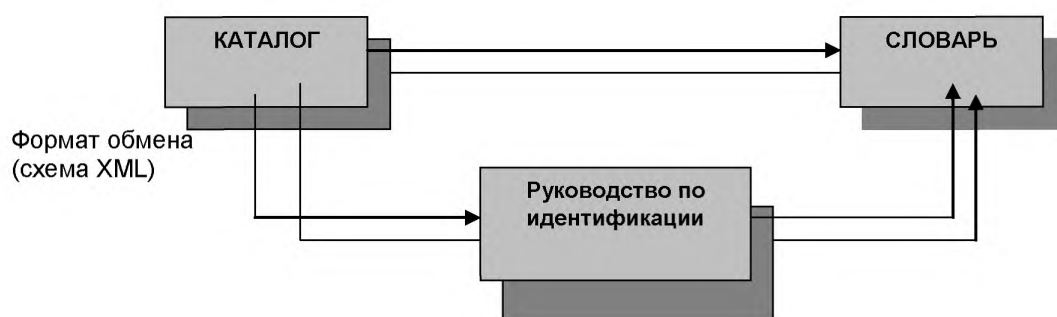 КАТАЛОГ
СЛОВАРЬ
Формат обмена
(схема XML)
Руководство по
идентификации